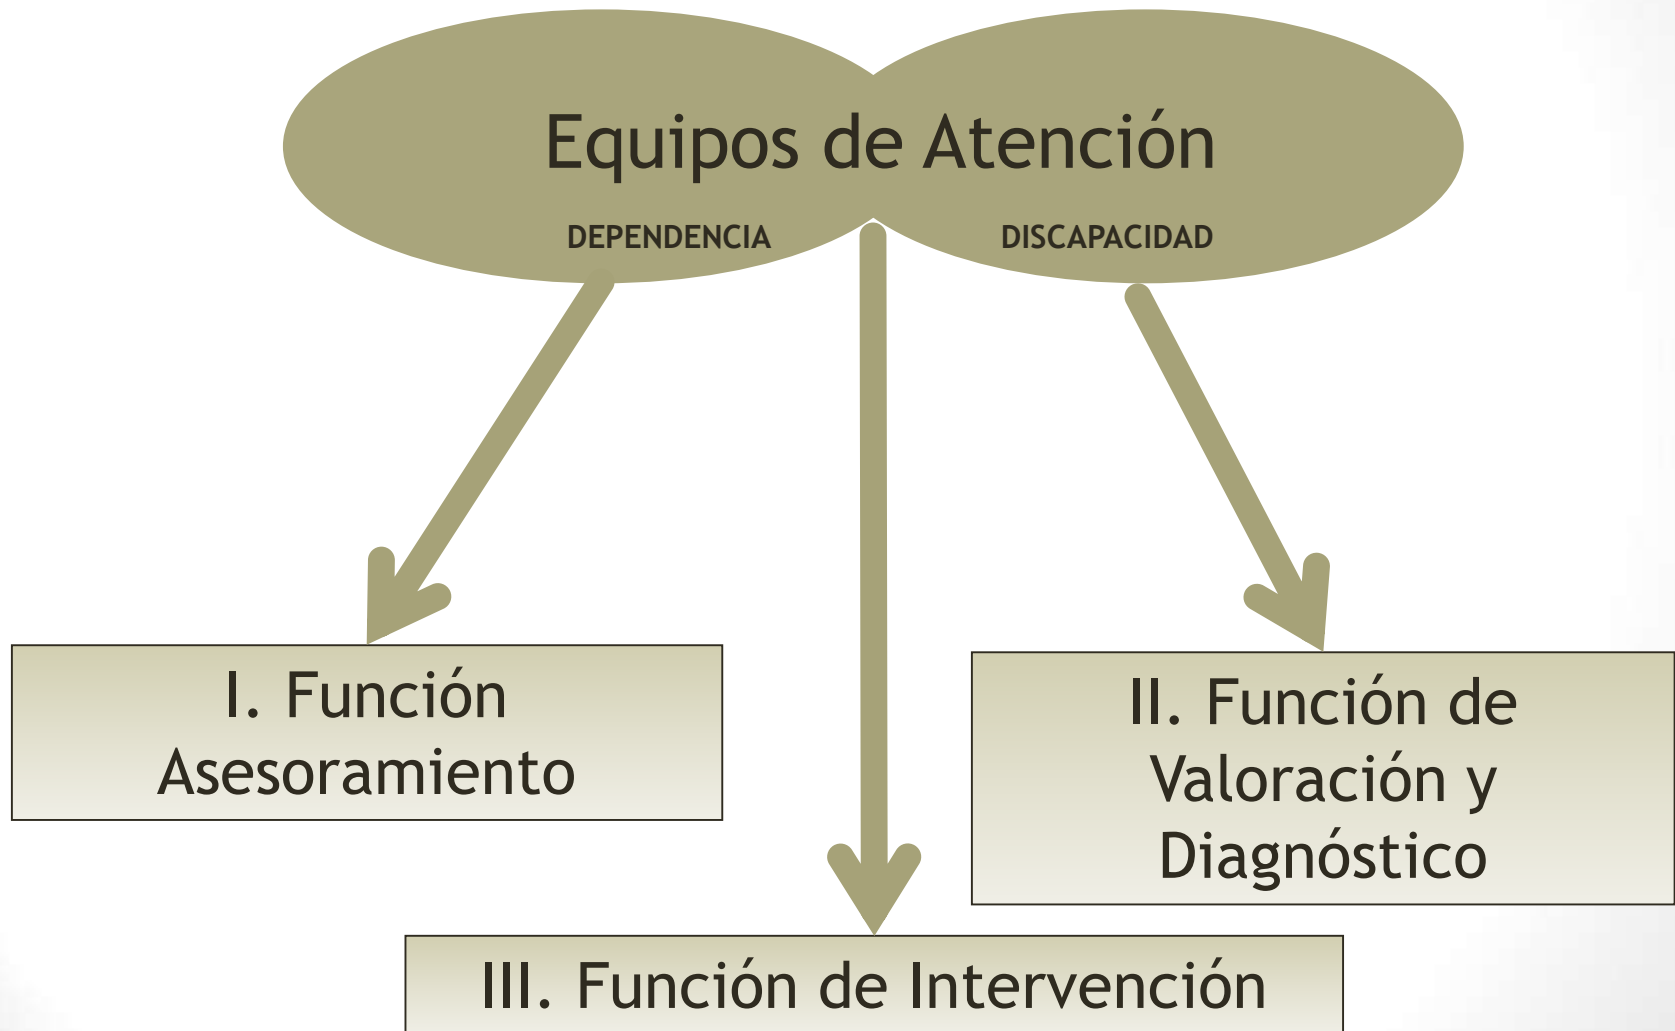 Equipos de Atención
DEPENDENCIA
DISCAPACIDAD
I. Función
Asesoramiento
II. Función de
Valoración y
Diagnóstico
III. Función de Intervención